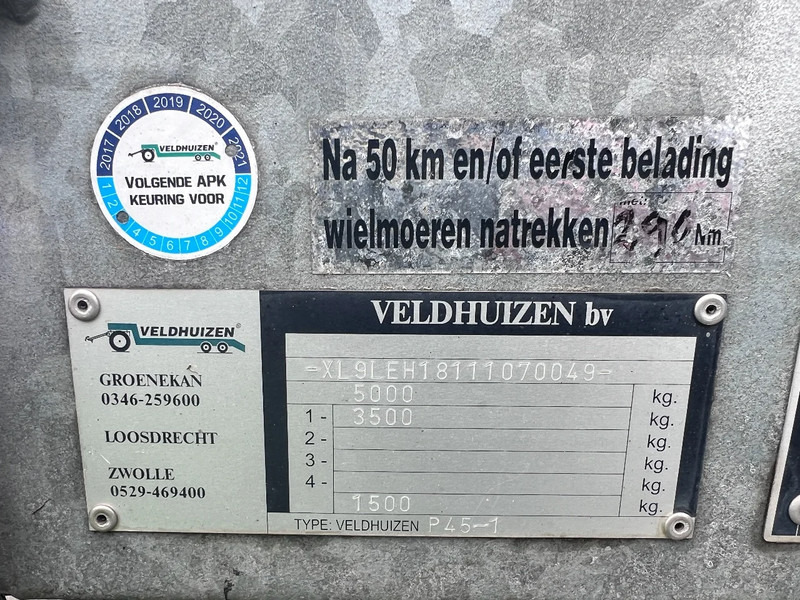 2017 2018 2019 2020 2021
VELDHUIZEN
VOLGENDE APK
KEURING VOOR
1 2 4 5 6 7 8 9 10 11 12
Na 50 km en/of eerste belading
wielmoeren natrekken
met
Nm
VELDHUIZEN
GROENEKAN
0346-259600
LOOSDRECHT
ZWOLLE
0529-469400
VELDHUIZEN bv
-XL9LEH18111070049-
5000 kg.
1- 3500 kg.
2- kg.
3- kg.
4- kg.
1500 kg.
TYPE: VELDHUIZEN P45-1